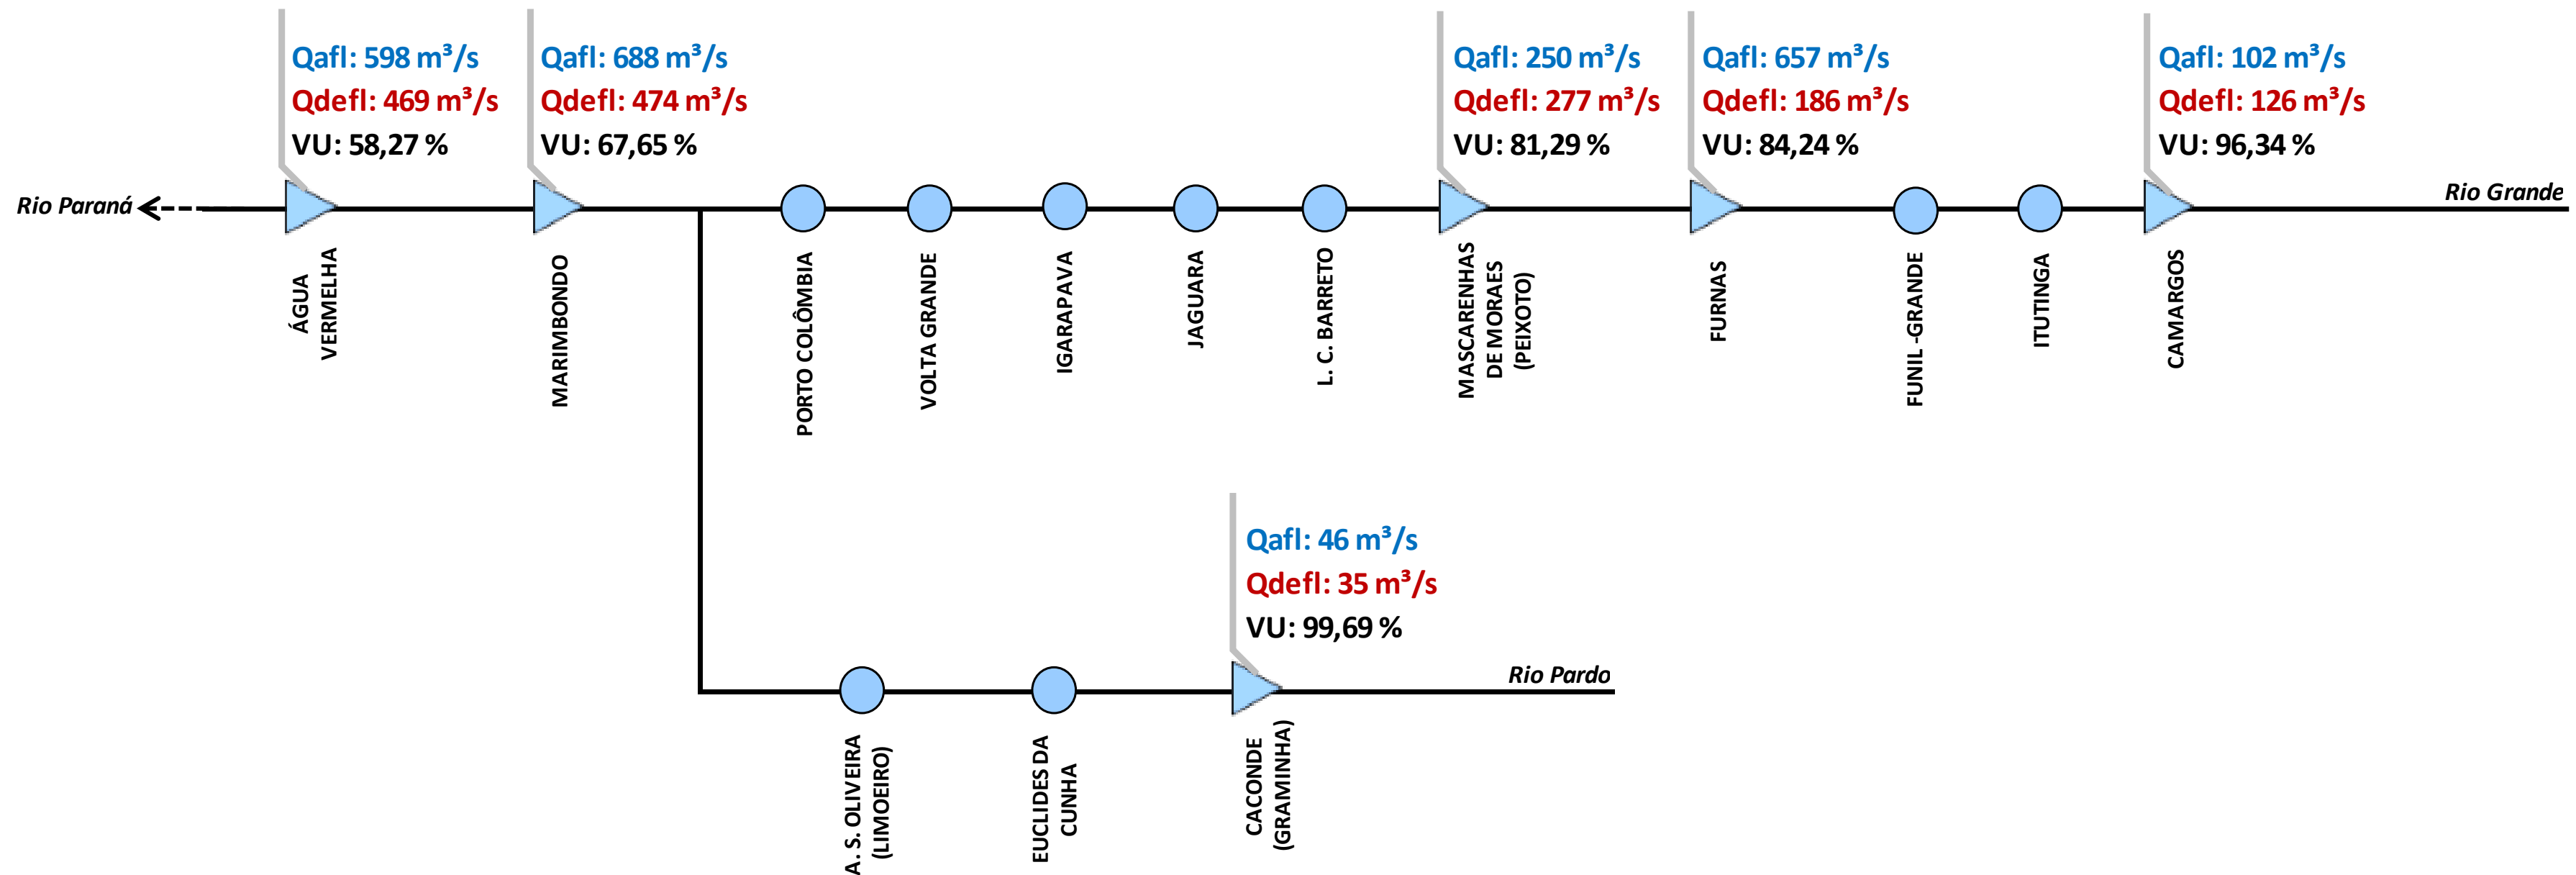 Qafl: 598 m³/s
Qdefl: 469 m³/s
VU: 58,27 %
Qafl: 688 m³/s
Qdefl: 474 m³/s
VU: 67,65 %
Qafl: 250 m³/s
Qdefl: 277 m³/s
VU: 81,29 %
Qafl: 657 m³/s
Qdefl: 186 m³/s
VU: 84,24 %
Qafl: 102 m³/s
Qdefl: 126 m³/s
VU: 96,34 %
Rio Paraná
Rio Grande
ÁGUA
VERMELHA
MARIMBONDO
PORTO COLÔMBIA
VOLTA GRANDE
IGARAPAVA
JAGUARA
L. C. BARRETO
MASCARENHAS
DE MORAES
(PEIXOTO)
FURNAS
FUNIL -GRANDE
ITUTINGA
CAMARGOS
Qafl: 46 m³/s
Qdefl: 35 m³/s
VU: 99,69 %
Rio Pardo
A. S. OLIVEIRA
(LIMOEIRO)
EUCLIDES DA
CUNHA
CACONDE
(GRAMINHA)